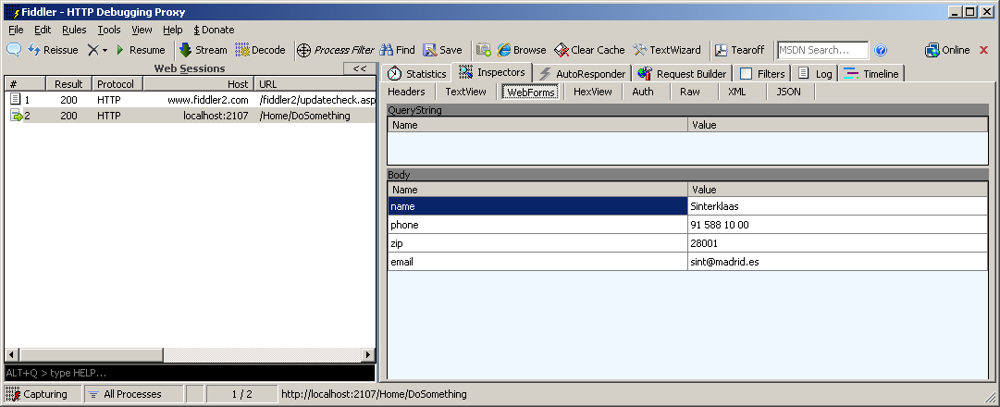 Fiddler - HTTP Debugging Proxy
File Edit Rules Tools View Help $ Donate
Reissue Resume Stream Decode Process Filter Find Save Browse Clear Cache TextWizard Tearoff MSDN Search... Online
Web Sessions <<
# Result Protocol Host URL
1 200 HTTP www.fiddler2.com /fiddler2/updatecheck.asp
2 200 HTTP localhost:2107 /Home/DoSomething
Statistics Inspectors AutoResponder Request Builder Filters Log Timeline
Headers TextView WebForms HexView Auth Raw XML JSON
QueryString
Name Value
Body
Name Value
name Sinterklaas
phone 91 588 10 00
zip 28001
email sint@madrid.es
ALT+Q > type HELP...
Capturing All Processes 1 / 2 http://localhost:2107/Home/DoSomething